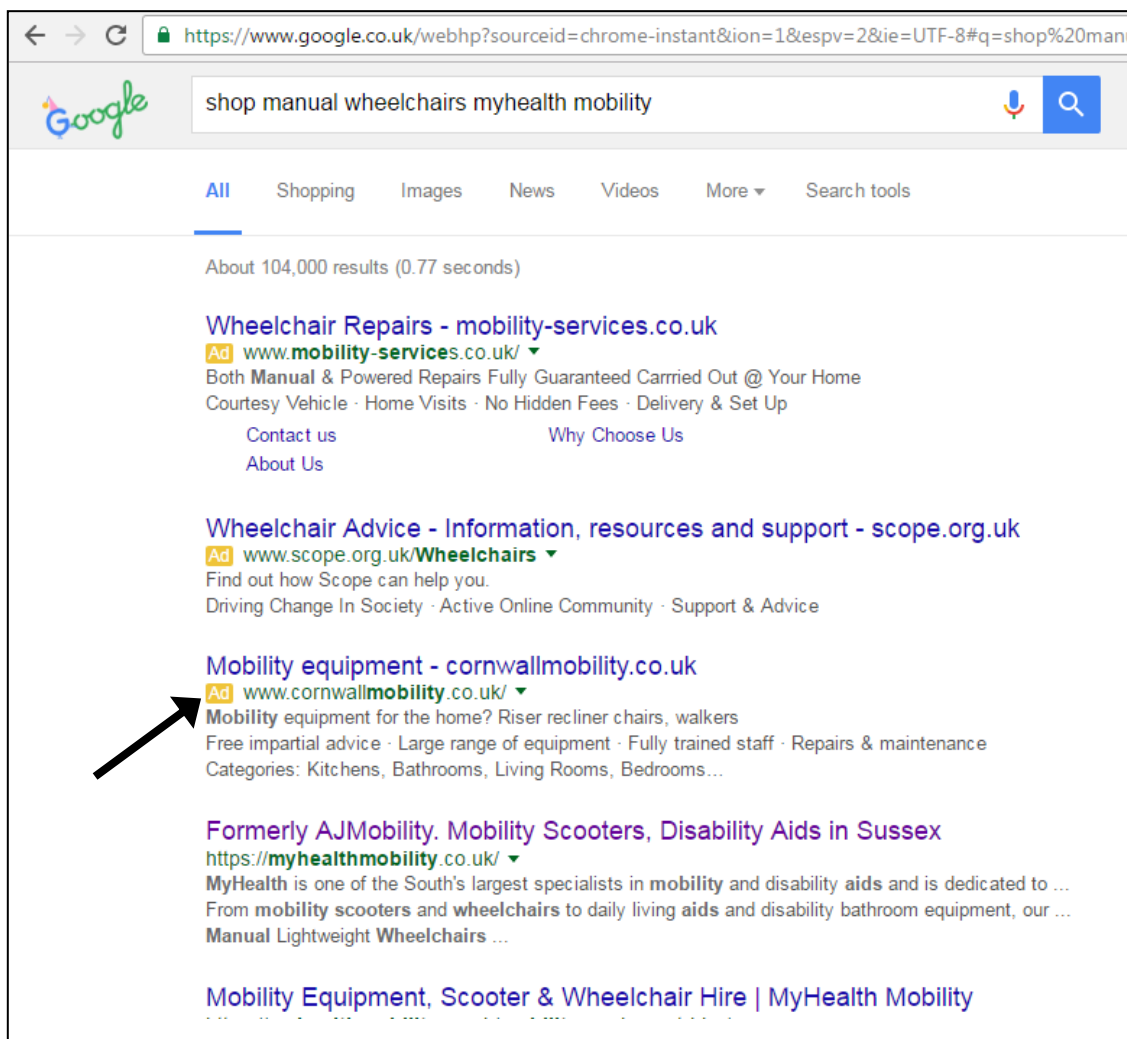 https://www.google.co.uk/webhp?sourceid=chrome-instant&ion=1&espv=2&ie=UTF-8#q=shop%20man
Google
shop manual wheelchairs myhealth mobility
All Shopping Images News Videos More Search tools
About 104,000 results (0.77 seconds)
Wheelchair Repairs - mobility-services.co.uk
Ad www.mobility-services.co.uk/
Both Manual & Powered Repairs Fully Guaranteed Carrried Out @ Your Home
Courtesy Vehicle · Home Visits · No Hidden Fees · Delivery & Set Up
Contact us Why Choose Us
About Us
Wheelchair Advice - Information, resources and support - scope.org.uk
Ad www.scope.org.uk/Wheelchairs
Find out how Scope can help you.
Driving Change In Society · Active Online Community · Support & Advice
Mobility equipment - cornwallmobility.co.uk
Ad www.cornwallmobility.co.uk/
Mobility equipment for the home? Riser recliner chairs, walkers
Free impartial advice · Large range of equipment · Fully trained staff · Repairs & maintenance
Categories: Kitchens, Bathrooms, Living Rooms, Bedrooms...
Formerly AJMobility. Mobility Scooters, Disability Aids in Sussex
https://myhealthmobility.co.uk/
MyHealth is one of the South's largest specialists in mobility and disability aids and is dedicated to ...
From mobility scooters and wheelchairs to daily living aids and disability bathroom equipment, our ...
Manual Lightweight Wheelchairs ...
Mobility Equipment, Scooter & Wheelchair Hire | MyHealth Mobility